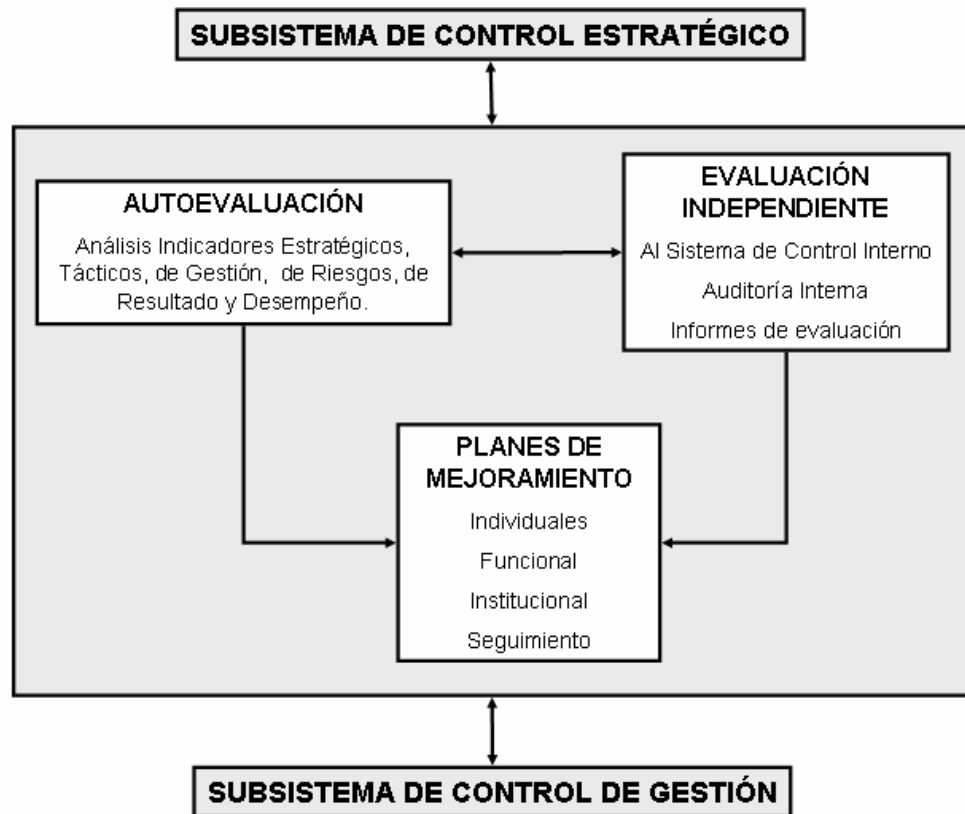 SUBSISTEMA DE CONTROL ESTRATÉGICO
AUTOEVALUACIÓN
Análisis Indicadores Estratégicos,
Tácticos, de Gestión, de Riesgos, de
Resultado y Desempeño.
EVALUACIÓN
INDEPENDIENTE
Al Sistema de Control Interno
Auditoría Interna
Informes de evaluación
PLANES DE
MEJORAMIENTO
Individuales
Funcional
Institucional
Seguimiento
SUBSISTEMA DE CONTROL DE GESTIÓN